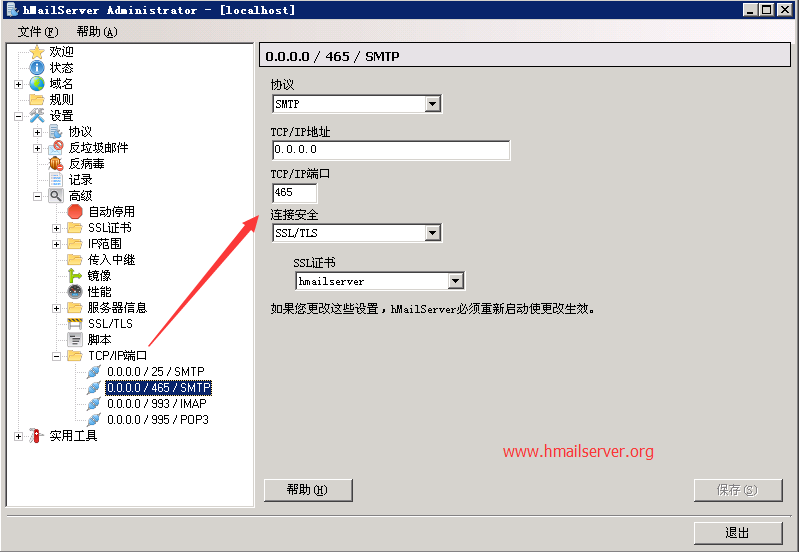 hMailServer Administrator - [localhost]
文件(F) 帮助(A)
欢迎
状态
域名
规则
设置
协议
反垃圾邮件
反病毒
记录
高级
自动停用
SSL证书
IP范围
传入中继
镜像
性能
服务器信息
SSL/TLS
脚本
TCP/IP端口
0.0.0.0 / 25 / SMTP
0.0.0.0 / 465 / SMTP
0.0.0.0 / 993 / IMAP
0.0.0.0 / 995 / POP3
实用工具
0.0.0.0 / 465 / SMTP
协议
SMTP
TCP/IP地址
0.0.0.0
TCP/IP端口
465
连接安全
SSL/TLS
SSL证书
hmailserver
如果您更改这些设置，hMailServer必须重新启动使更改生效。
www.hmailserver.org
帮助(H) 保存(S)
退出